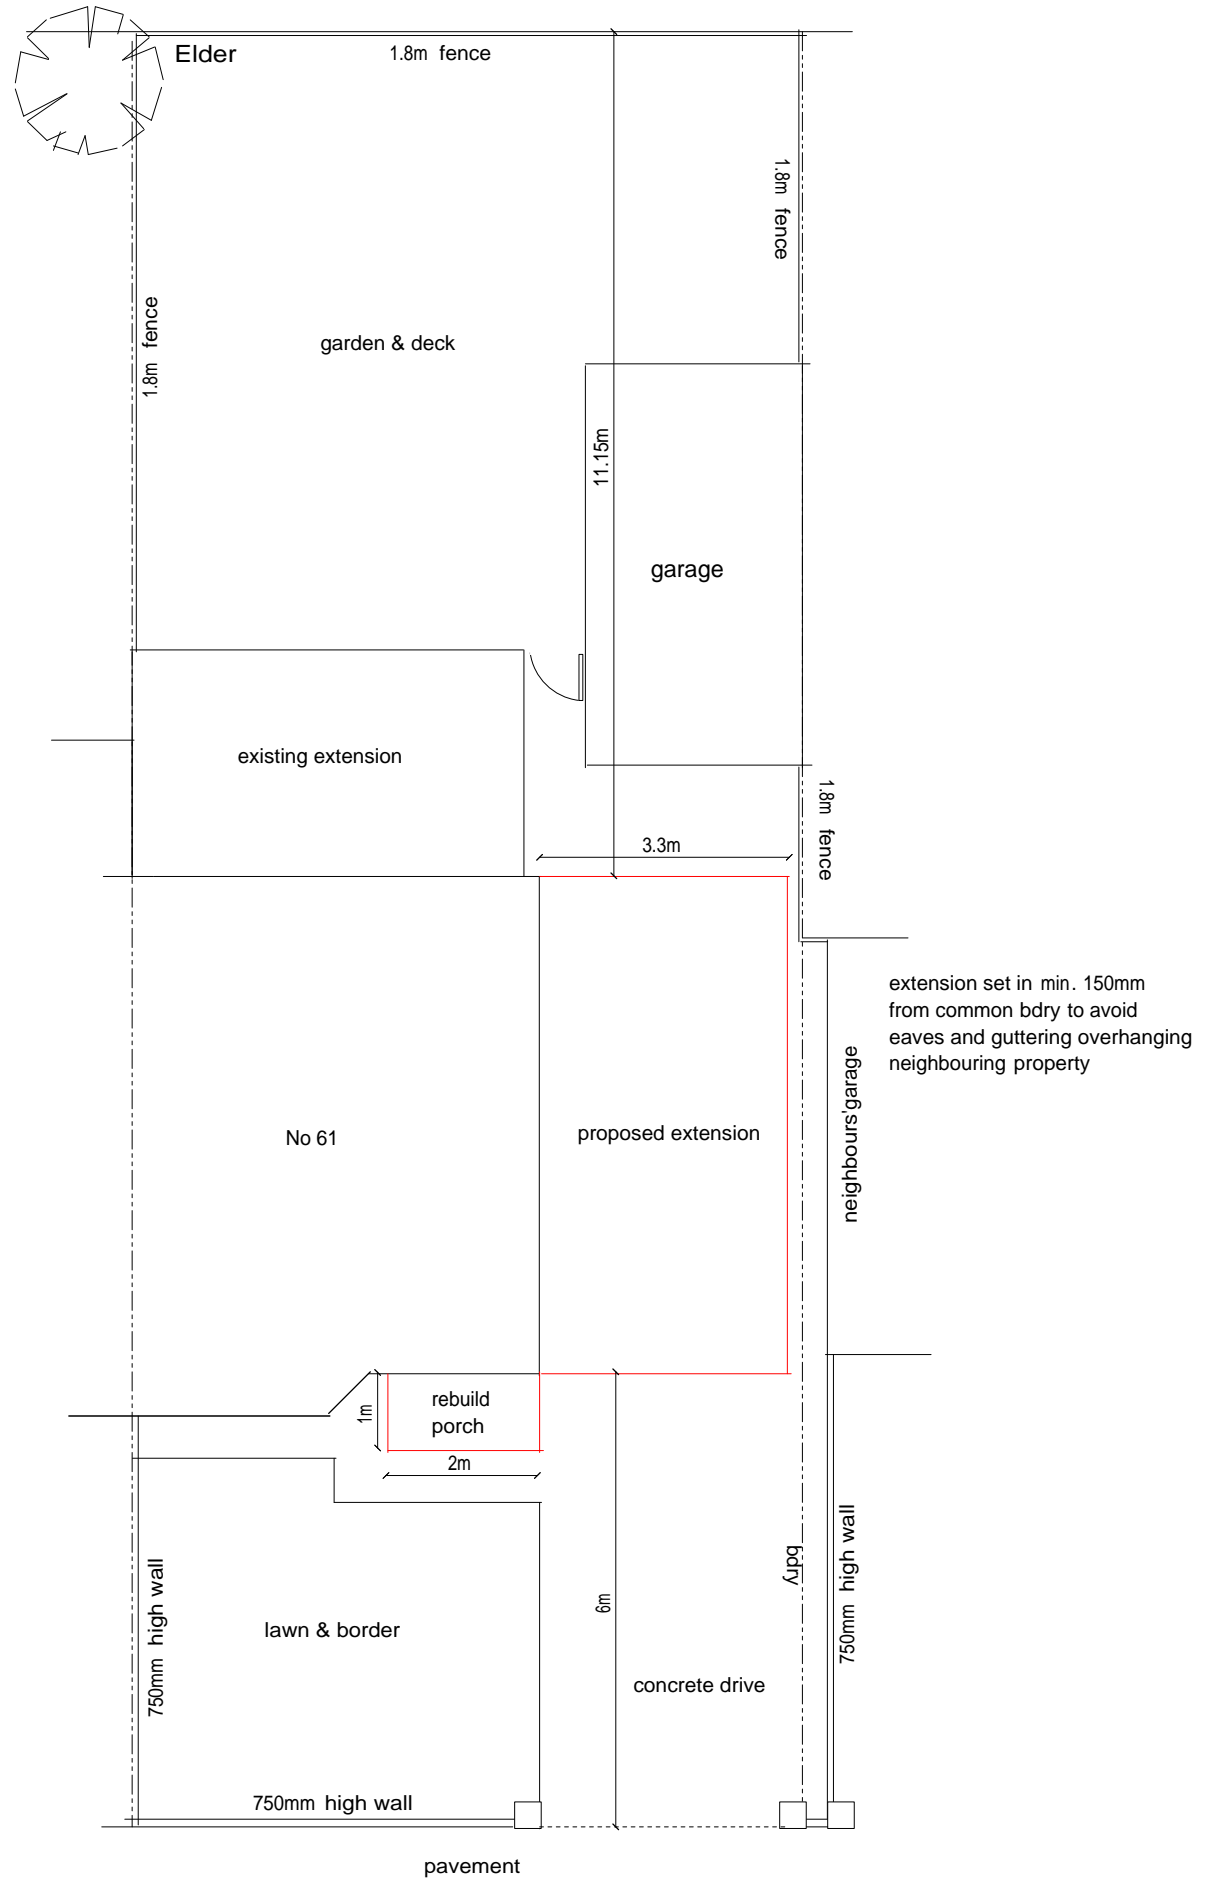 Elder
1.8m fence
1.8m fence
1.8m fence
garden & deck
11.15m
garage
existing extension
1.8m fence
3.3m
extension set in min. 150mm
from common bdry to avoid
eaves and guttering overhanging
neighbouring property
neighbours'garage
No 61
proposed extension
rebuild
porch
1m
2m
750mm high wall
bdry
750mm high wall
6m
lawn & border
concrete drive
750mm high wall
pavement